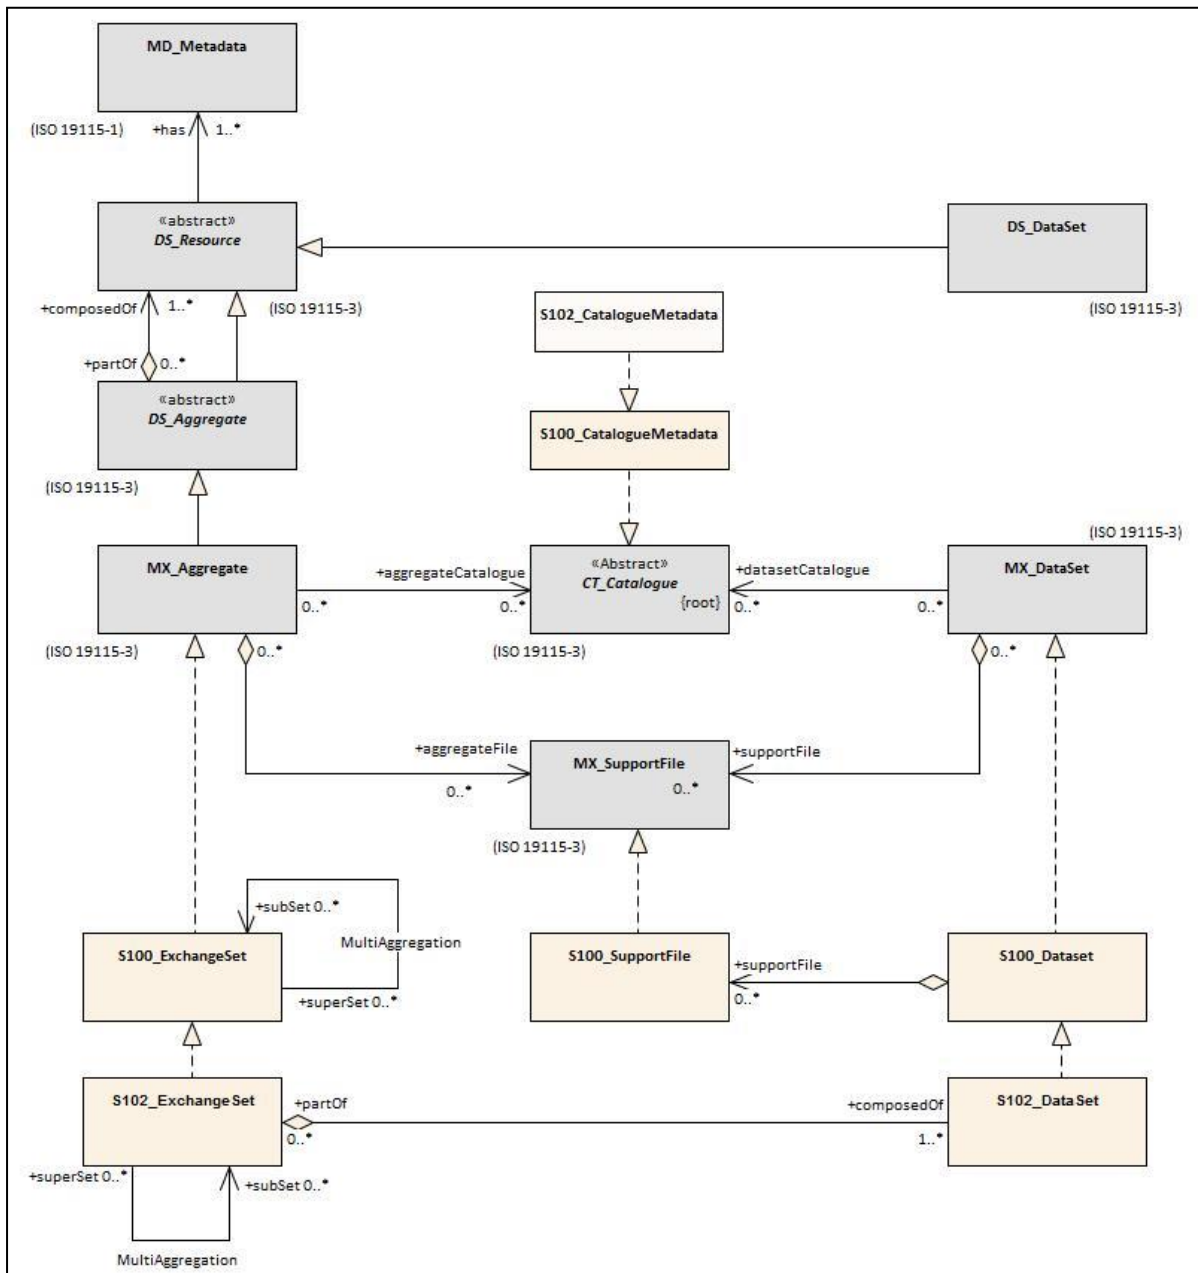 MD_Metadata
(ISO 19115-1)
+has
1..*
«abstract»
DS_Resource
DS_DataSet
+composedOf
1..*
(ISO 19115-3)
(ISO 19115-3)
S102_CatalogueMetadata
+partOf
0..*
«abstract»
DS_Aggregate
S100_CatalogueMetadata
(ISO 19115-3)
(ISO 19115-3)
MX_Aggregate
+aggregateCatalogue
0..*
0..*
«Abstract»
CT_Catalogue
{root}
+datasetCatalogue
0..*
0..*
MX_DataSet
(ISO 19115-3)
0..*
(ISO 19115-3)
0..*
+aggregateFile
0..*
MX_SupportFile
0..*
+supportFile
(ISO 19115-3)
+subSet 0..*
MultiAggregation
S100_ExchangeSet
+superSet 0..*
S100_SupportFile
+supportFile
0..*
S100_Dataset
S102_ExchangeSet
+partOf
0..*
+composedOf
1..*
S102_DataSet
+superSet 0..*
+subSet 0..*
MultiAggregation